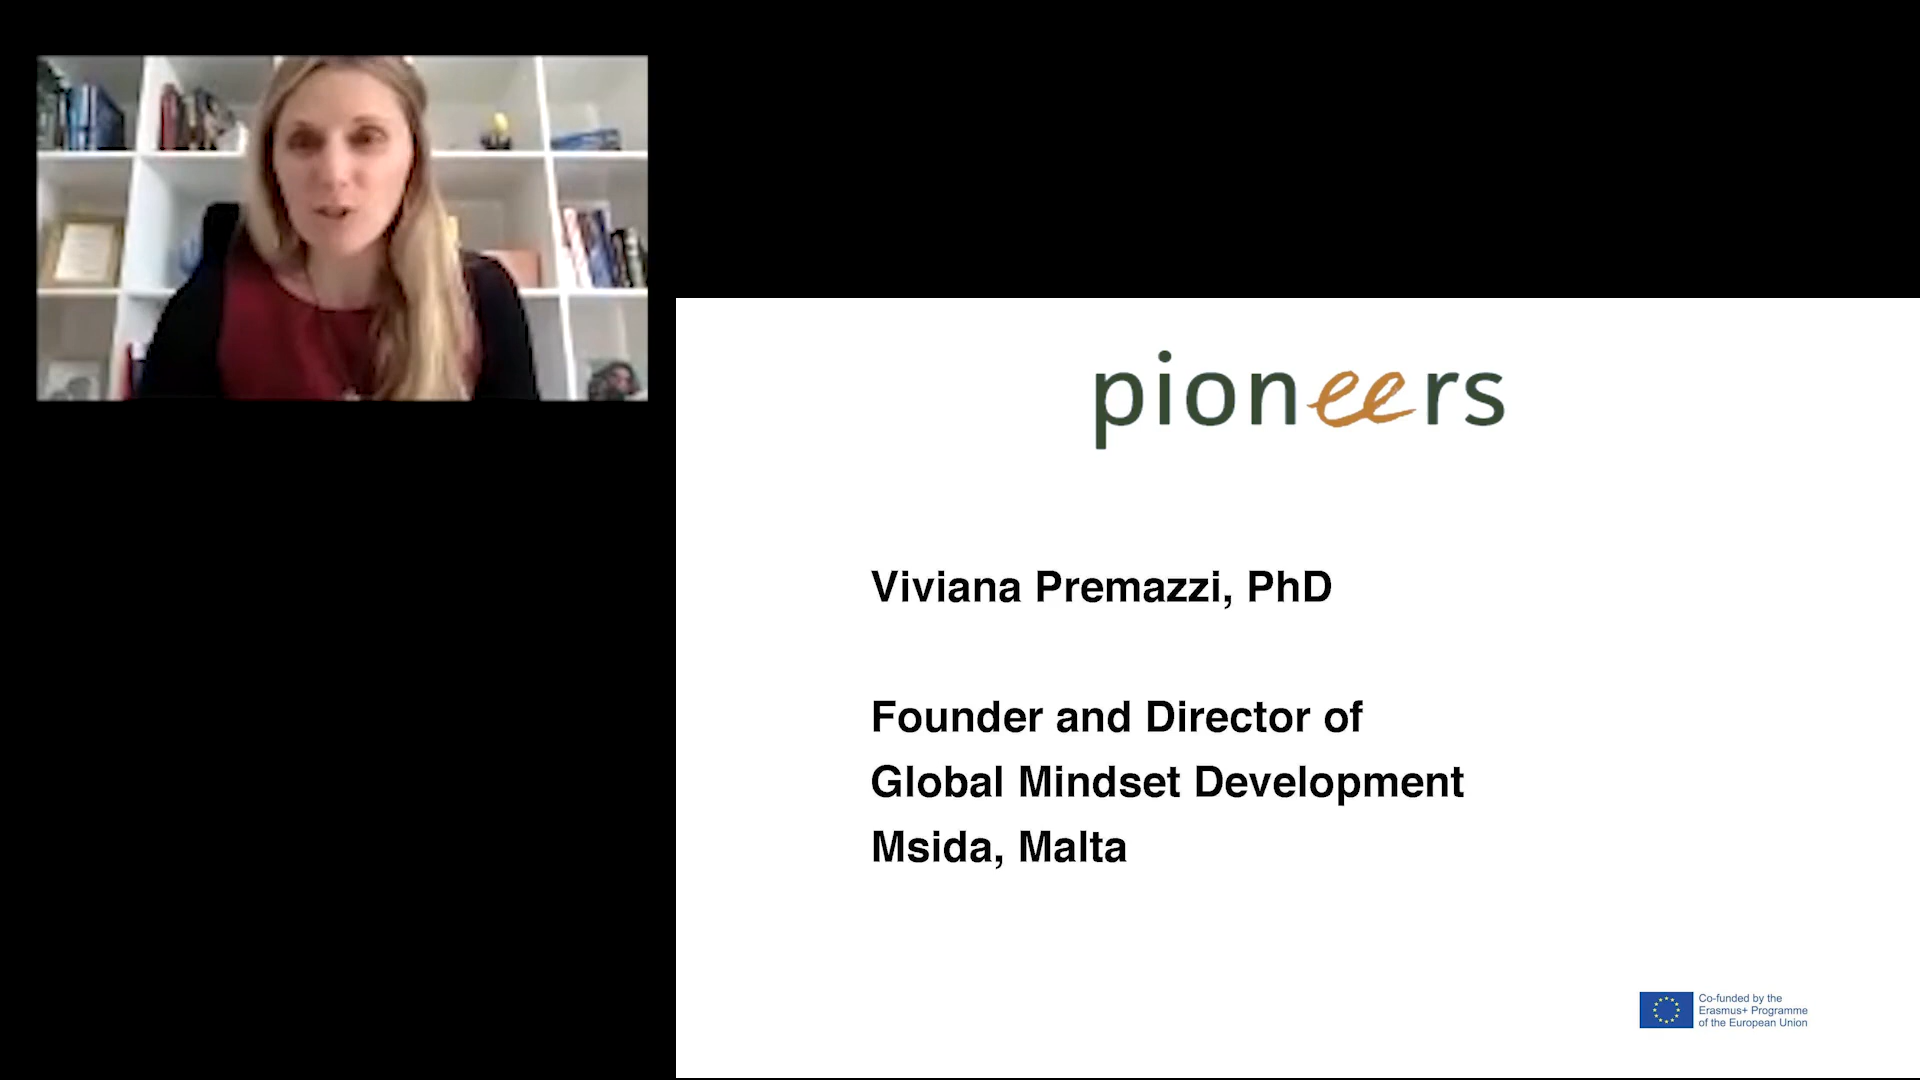 pioneers
Viviana Premazzi, PhD
Founder and Director of
Global Mindset Development
Msida, Malta
Co-funded by the
Erasmus+ Programme
of the European Union